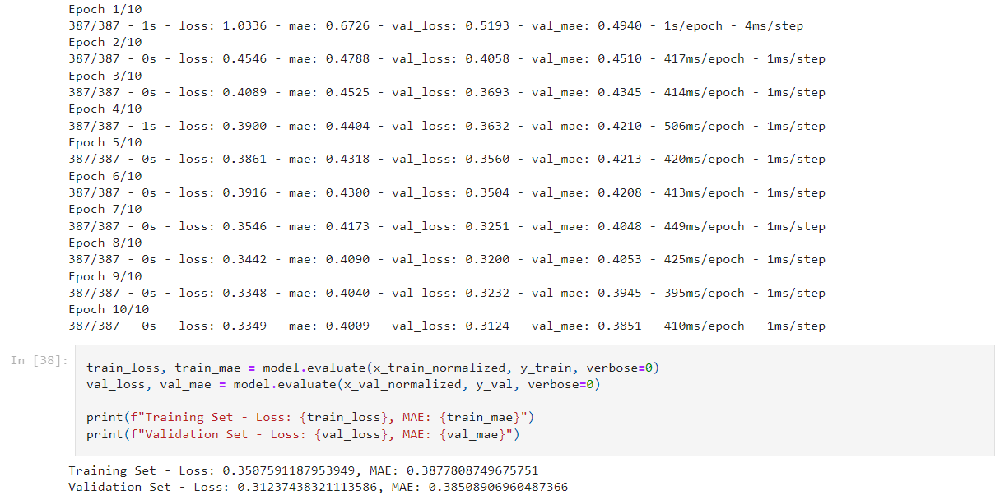 Epoch 1/10
387/387 - 1s - loss: 1.0336 - mae: 0.6726 - val_loss: 0.5193 - val_mae: 0.4940 - 1s/epoch - 4ms/step
Epoch 2/10
387/387 - 0s - loss: 0.4546 - mae: 0.4788 - val_loss: 0.4058 - val_mae: 0.4510 - 417ms/epoch - 1ms/step
Epoch 3/10
387/387 - 0s - loss: 0.4089 - mae: 0.4525 - val_loss: 0.3693 - val_mae: 0.4345 - 414ms/epoch - 1ms/step
Epoch 4/10
387/387 - 1s - loss: 0.3900 - mae: 0.4404 - val_loss: 0.3632 - val_mae: 0.4210 - 506ms/epoch - 1ms/step
Epoch 5/10
387/387 - 0s - loss: 0.3861 - mae: 0.4318 - val_loss: 0.3560 - val_mae: 0.4213 - 420ms/epoch - 1ms/step
Epoch 6/10
387/387 - 0s - loss: 0.3916 - mae: 0.4300 - val_loss: 0.3504 - val_mae: 0.4208 - 413ms/epoch - 1ms/step
Epoch 7/10
387/387 - 0s - loss: 0.3546 - mae: 0.4173 - val_loss: 0.3251 - val_mae: 0.4048 - 449ms/epoch - 1ms/step
Epoch 8/10
387/387 - 0s - loss: 0.3442 - mae: 0.4090 - val_loss: 0.3200 - val_mae: 0.4053 - 425ms/epoch - 1ms/step
Epoch 9/10
387/387 - 0s - loss: 0.3348 - mae: 0.4040 - val_loss: 0.3232 - val_mae: 0.3945 - 395ms/epoch - 1ms/step
Epoch 10/10
387/387 - 0s - loss: 0.3349 - mae: 0.4009 - val_loss: 0.3124 - val_mae: 0.3851 - 410ms/epoch - 1ms/step
In [38]:
train_loss, train_mae = model.evaluate(x_train_normalized, y_train, verbose=0)
val_loss, val_mae = model.evaluate(x_val_normalized, y_val, verbose=0)
print(f"Training Set - Loss: {train_loss}, MAE: {train_mae}")
print(f"Validation Set - Loss: {val_loss}, MAE: {val_mae}")
Training Set - Loss: 0.3507591187953949, MAE: 0.3877808749675751
Validation Set - Loss: 0.31237438321113586, MAE: 0.38508906960487366